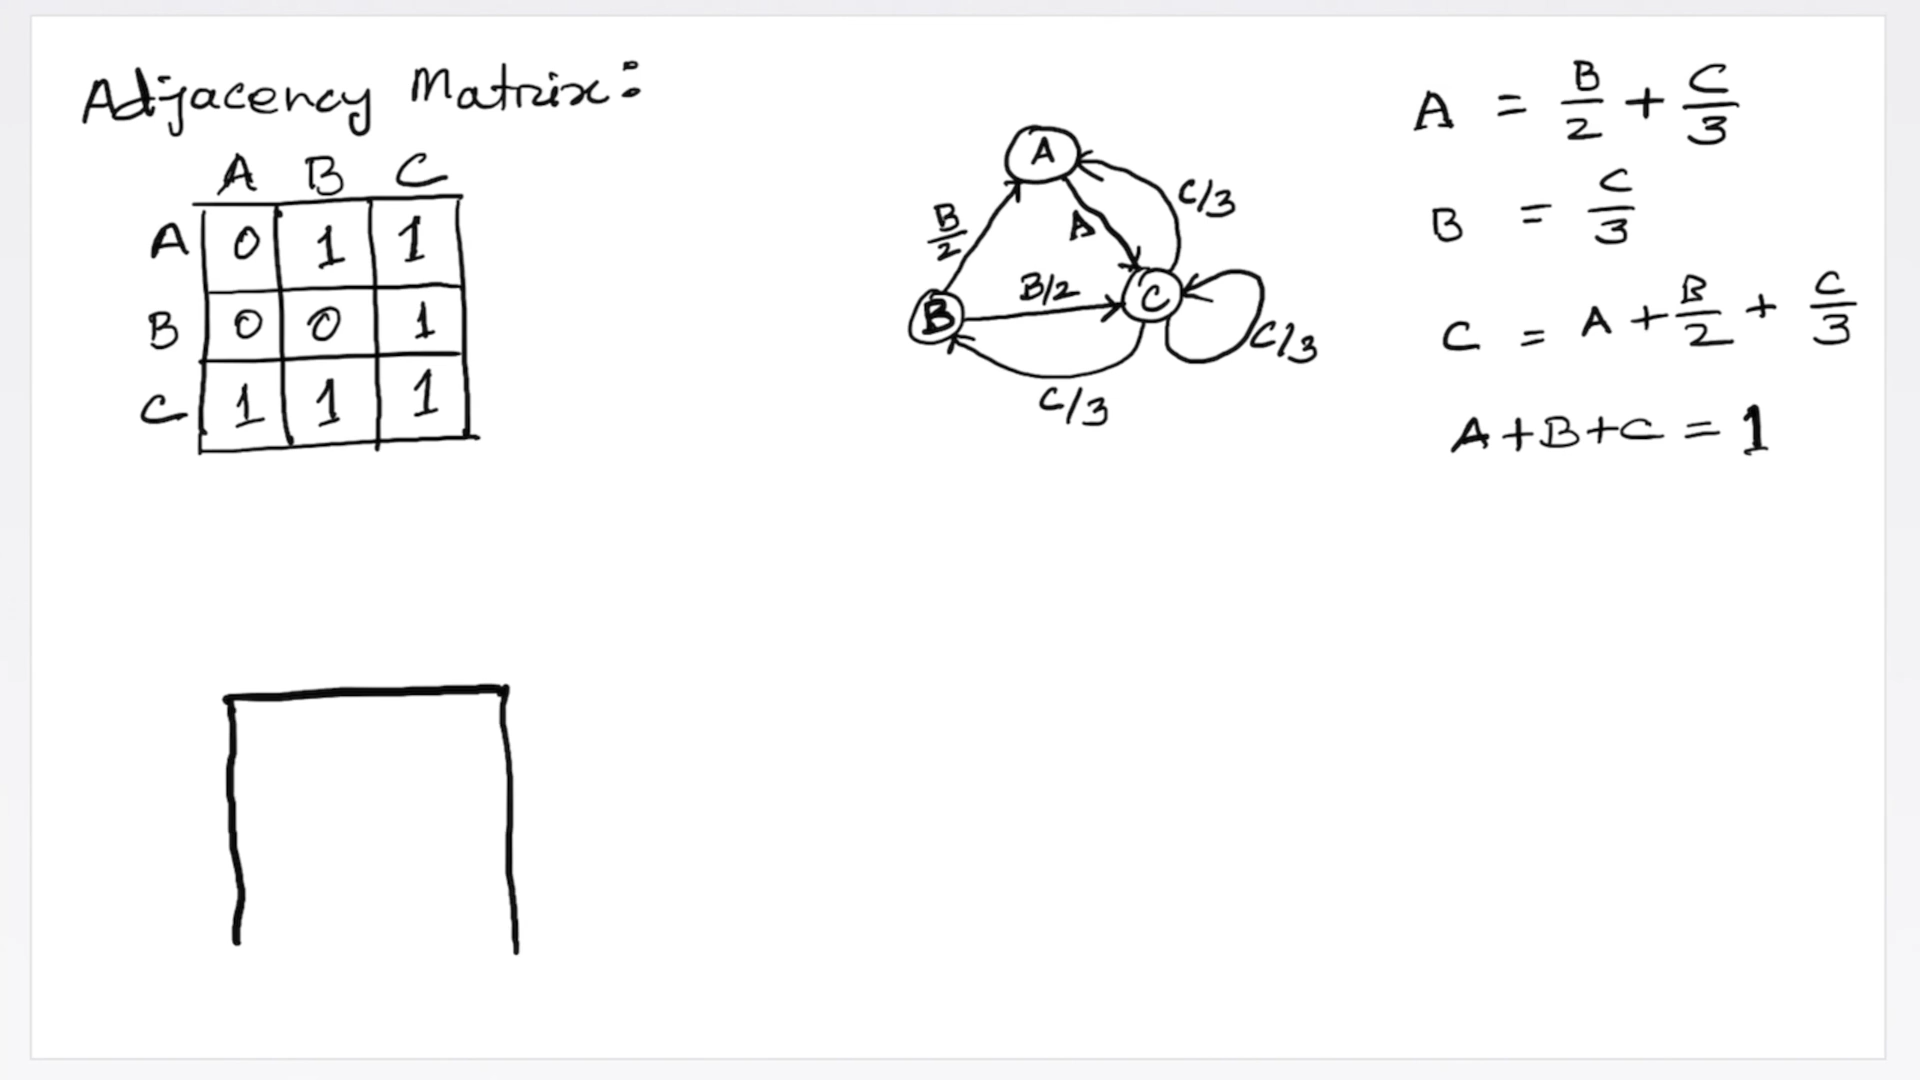 Adjacency Matrix:
A B C
A 0 1 1
B 0 0 1
C 1 1 1
A
B
C
B/2
A
C/3
B/2
C/3
C/3
A = B/2 + C/3
B = C/3
C = A + B/2 + C/3
A+B+C = 1